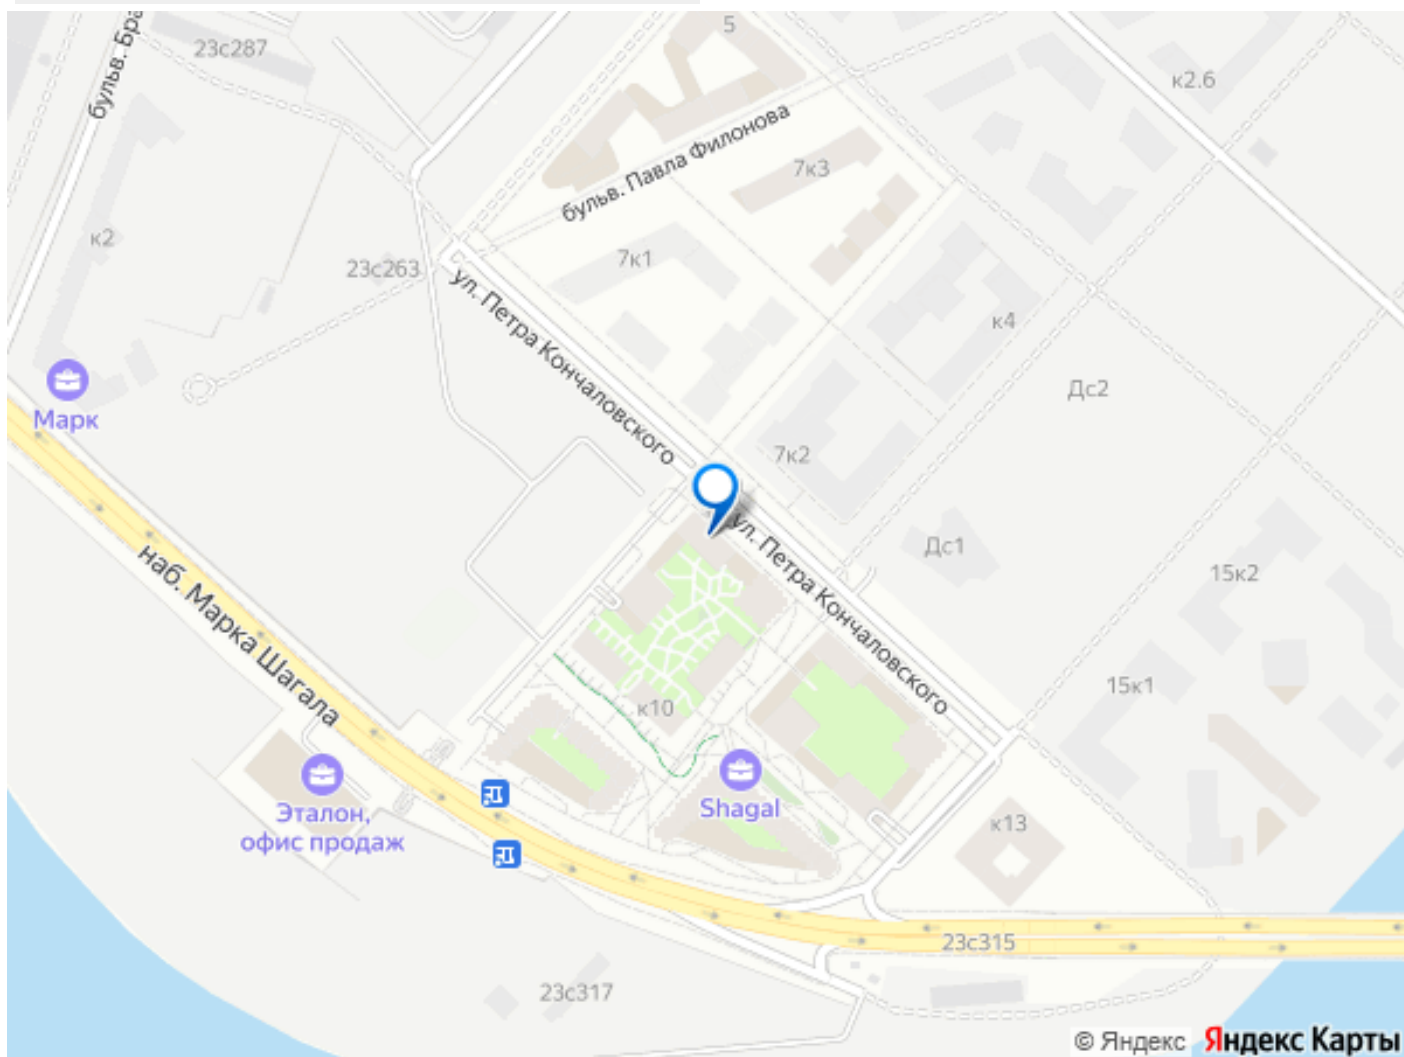 5
23с287
бульв. Бра
к2.6
бульв. Павла Филонова
7к3
к2
23с263
7к1
ул. Петра Кончаловского
к4
Марк
Дс2
7к2
Дс1
15к2
ул. Петра Кончаловского
наб. Марка Шагала
15к1
к10
Shagal
Эталон,
офис продаж
к13
23с315
23с317
© Яндекс Яндекс Карты